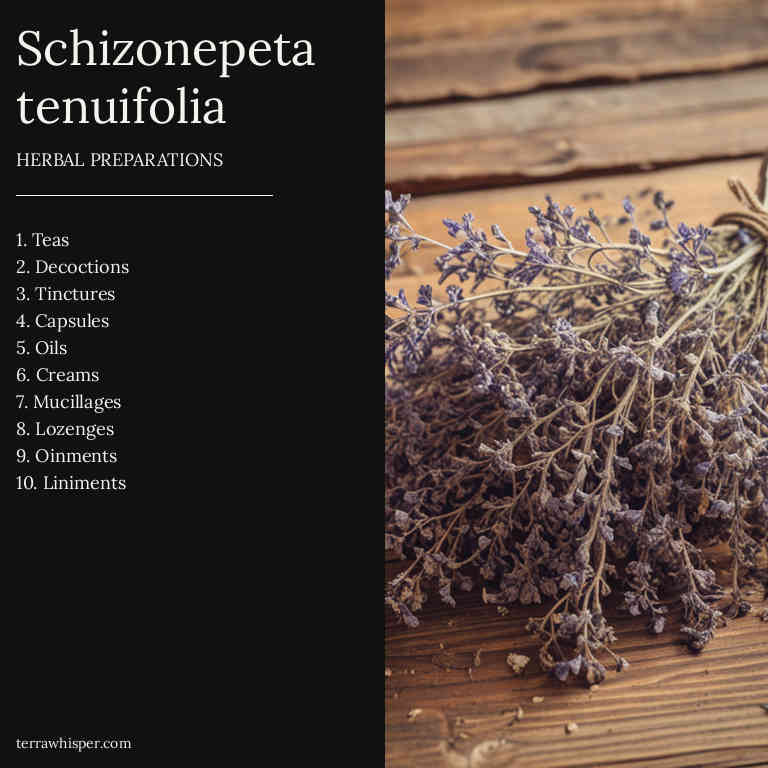 Schizonepeta
tenuifolia
HERBAL PREPARATIONS
1. Teas
2. Decoctions
3. Tinctures
4. Capsules
5. Oils
6. Creams
7. Mucillages
8. Lozenges
9. Oinments
10. Liniments
terrawhisper.com